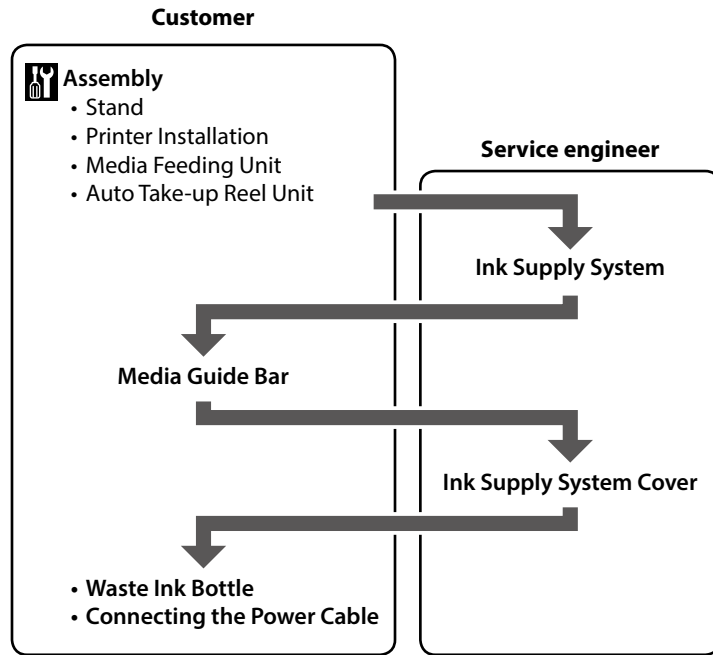 Customer
Assembly
• Stand
• Printer Installation
• Media Feeding Unit
• Auto Take-up Reel Unit
Service engineer
Ink Supply System
Media Guide Bar
Ink Supply System Cover
• Waste Ink Bottle
• Connecting the Power Cable